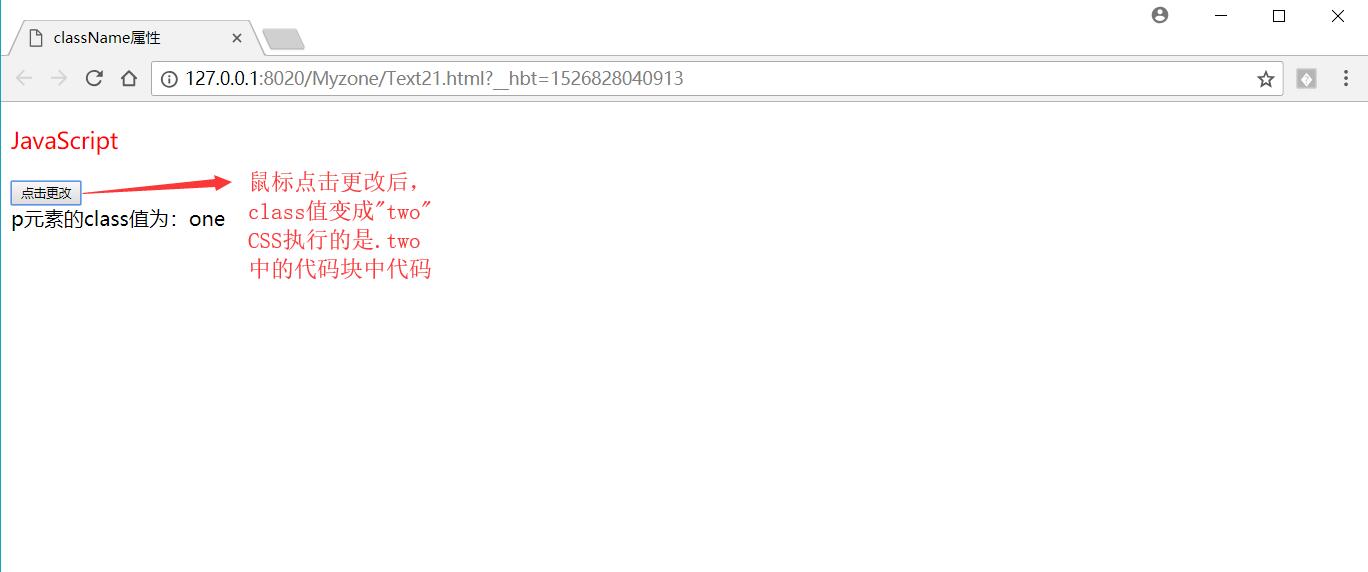 className属性
127.0.0.1:8020/Myzone/Text21.html?__hbt=1526828040913
JavaScript
点击更改
p元素的class值为：one
鼠标点击更改后，
class值变成"two"
CSS执行的是.two
中的代码块中代码